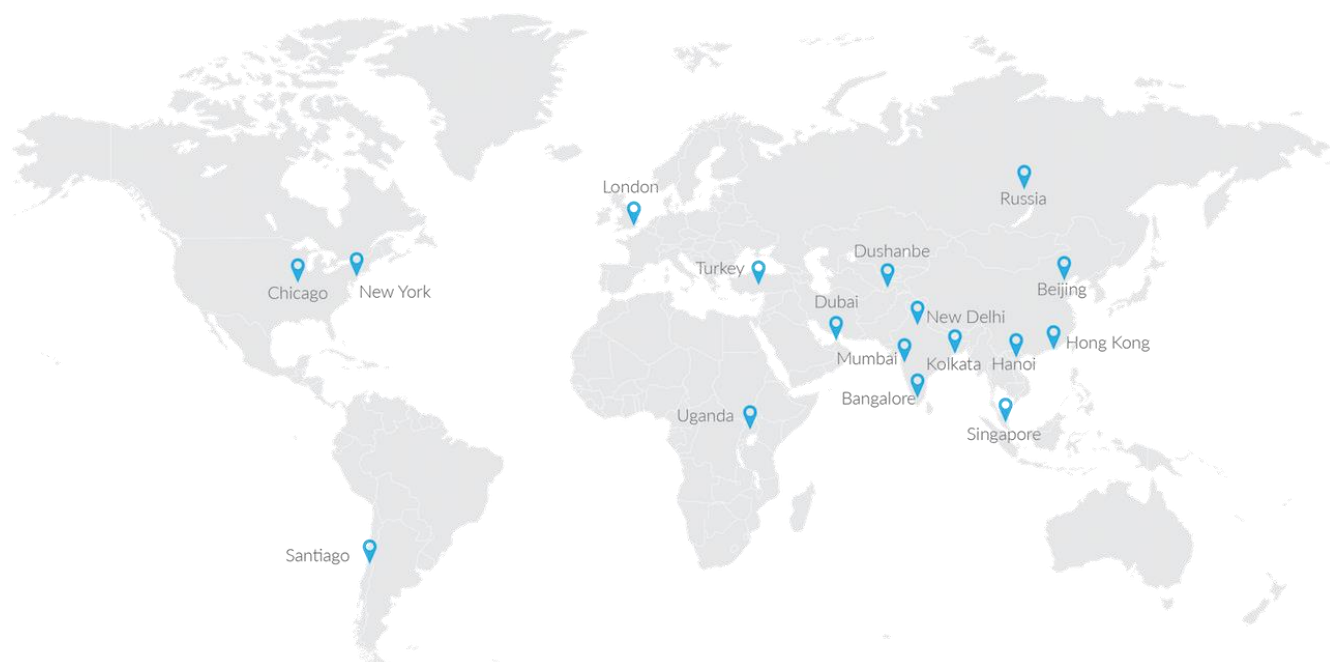 London
Russia
Dushanbe
Turkey
Chicago
New York
Beijing
Dubai
New Delhi
Hong Kong
Mumbai
Kolkata
Hanoi
Bangalore
Uganda
Singapore
Santiago